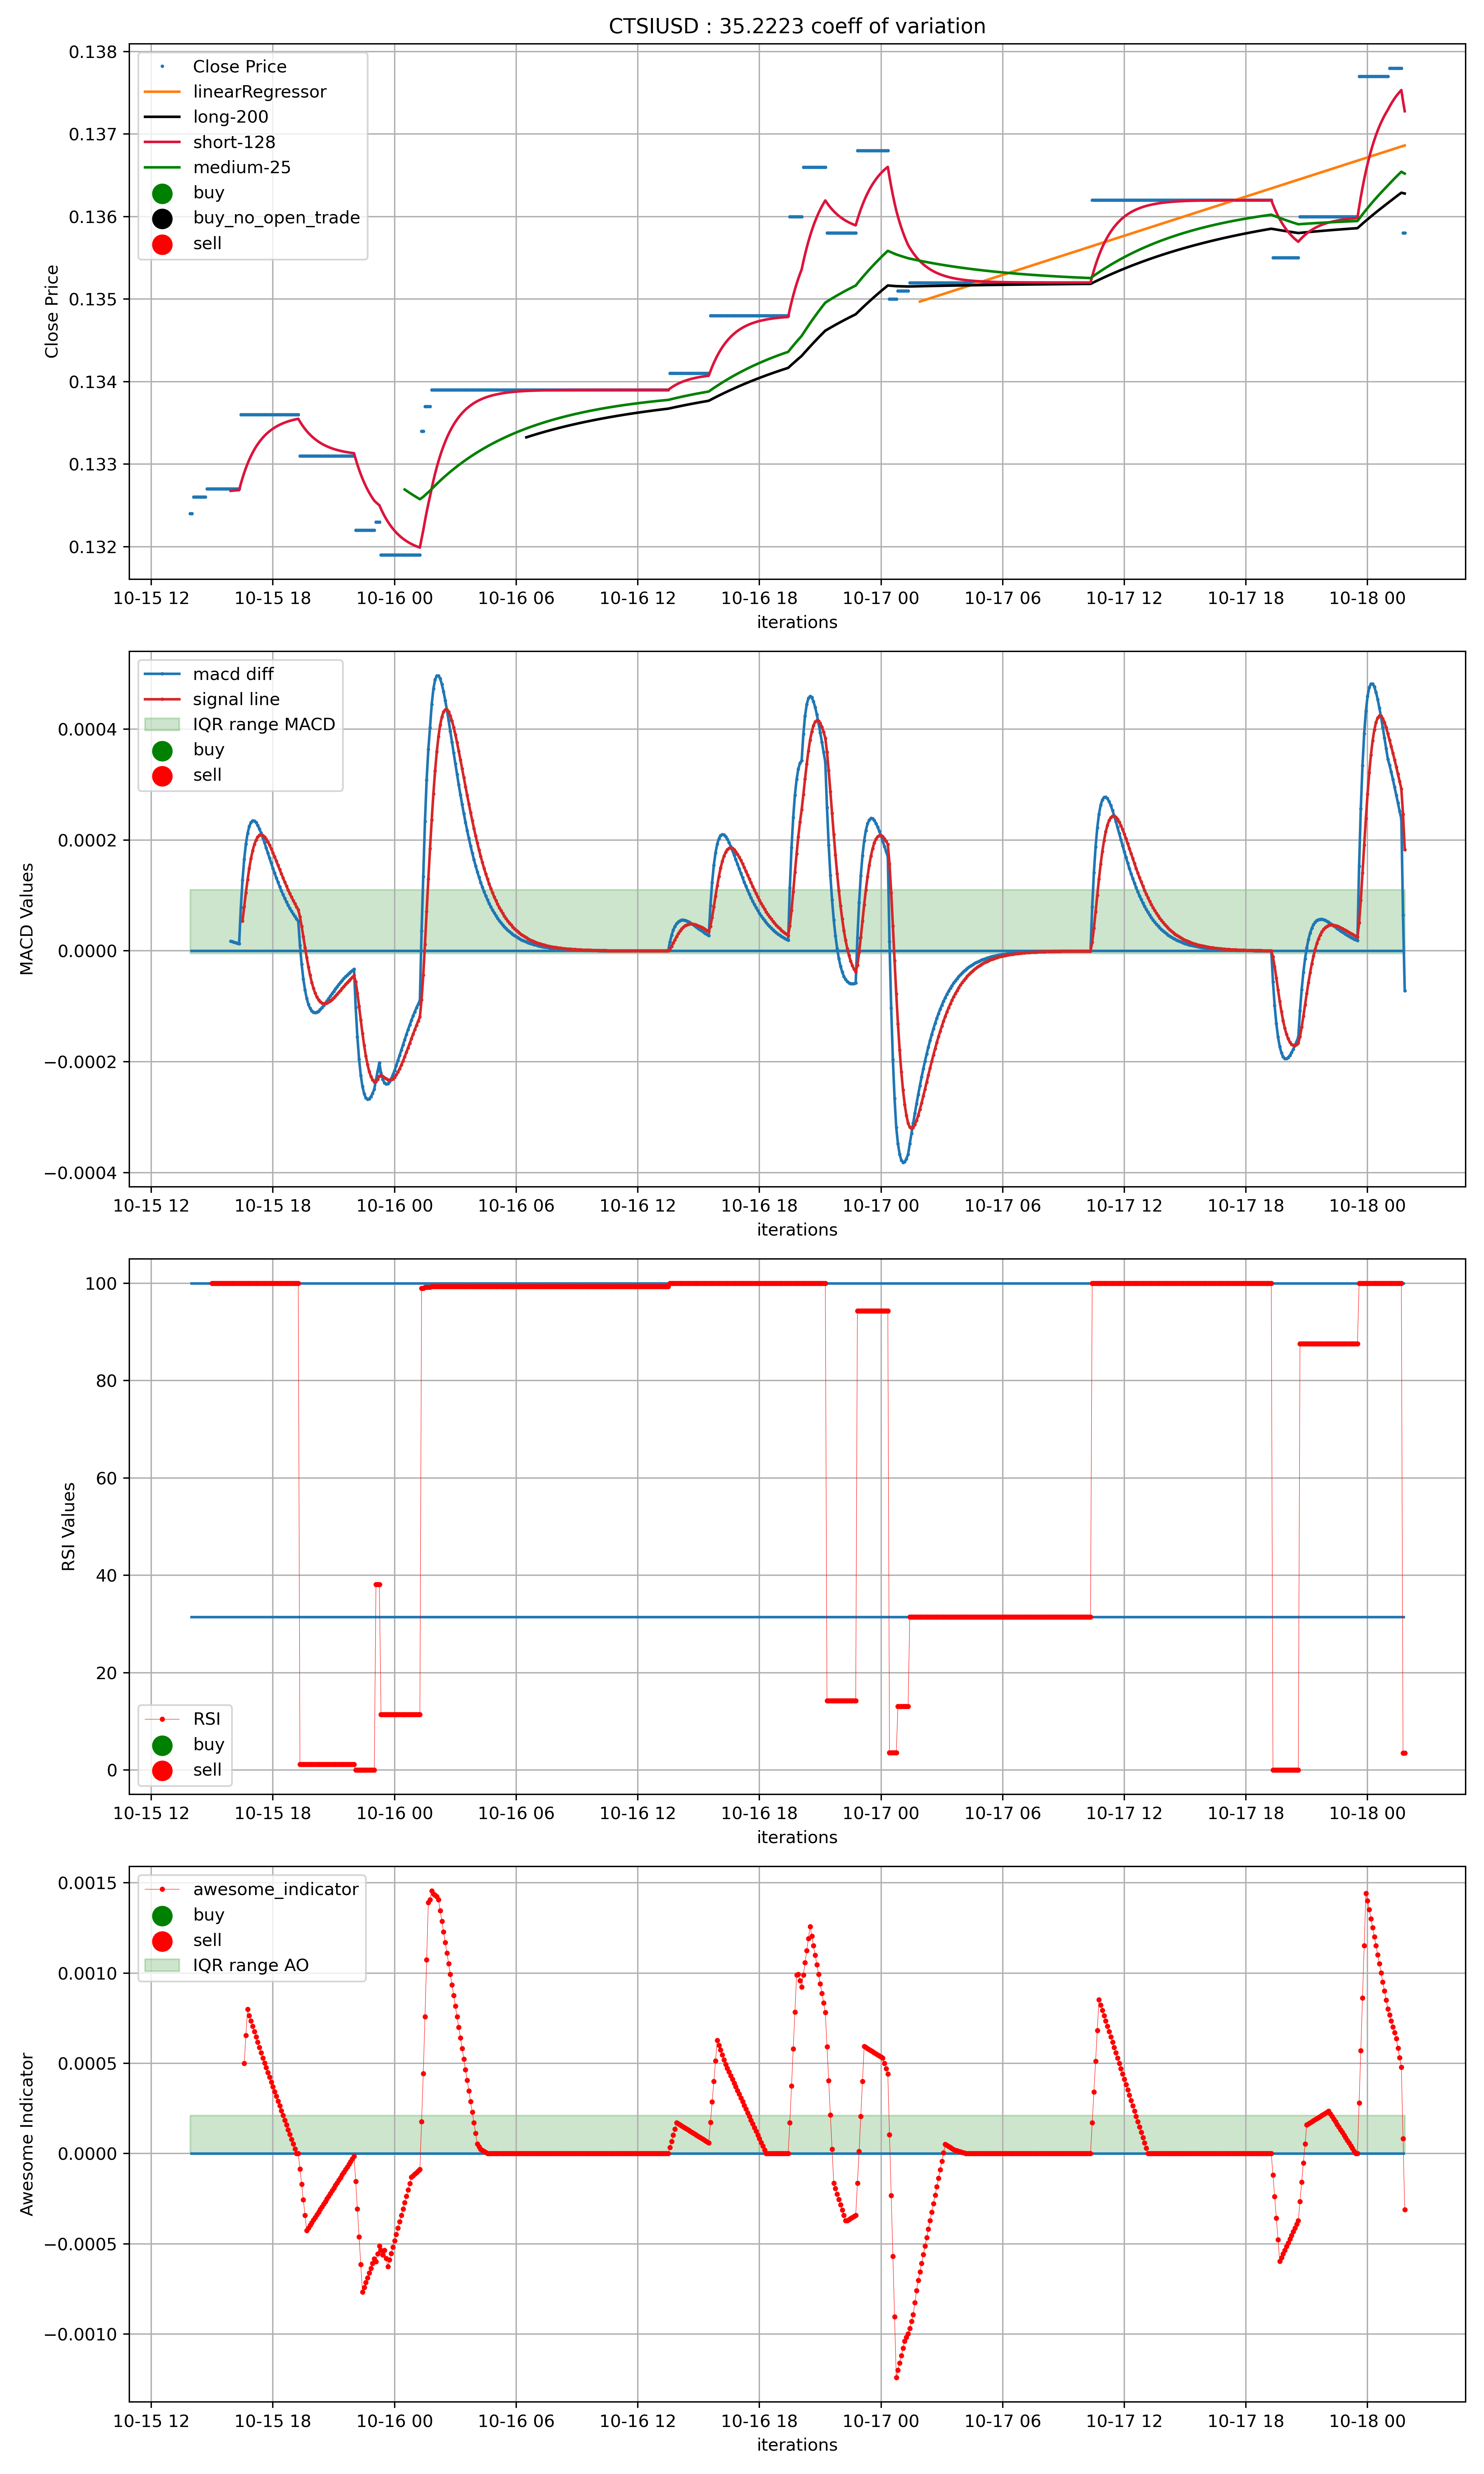 CTSIUSD : 35.2223 coeff of variation
Close Price
linearRegressor
long-200
short-128
medium-25
buy
buy_no_open_trade
sell
0.138
0.137
0.136
0.135
0.134
0.133
0.132
Close Price
10-15 12 10-15 18 10-16 00 10-16 06 10-16 12 10-16 18 10-17 00 10-17 06 10-17 12 10-17 18 10-18 00
iterations
macd diff
signal line
IQR range MACD
buy
sell
0.0004
0.0002
0.0000
−0.0002
−0.0004
MACD Values
10-15 12 10-15 18 10-16 00 10-16 06 10-16 12 10-16 18 10-17 00 10-17 06 10-17 12 10-17 18 10-18 00
iterations
100
80
60
40
20
0
RSI Values
RSI
buy
sell
10-15 12 10-15 18 10-16 00 10-16 06 10-16 12 10-16 18 10-17 00 10-17 06 10-17 12 10-17 18 10-18 00
iterations
awesome_indicator
buy
sell
IQR range AO
0.0015
0.0010
0.0005
0.0000
−0.0005
−0.0010
Awesome Indicator
10-15 12 10-15 18 10-16 00 10-16 06 10-16 12 10-16 18 10-17 00 10-17 06 10-17 12 10-17 18 10-18 00
iterations